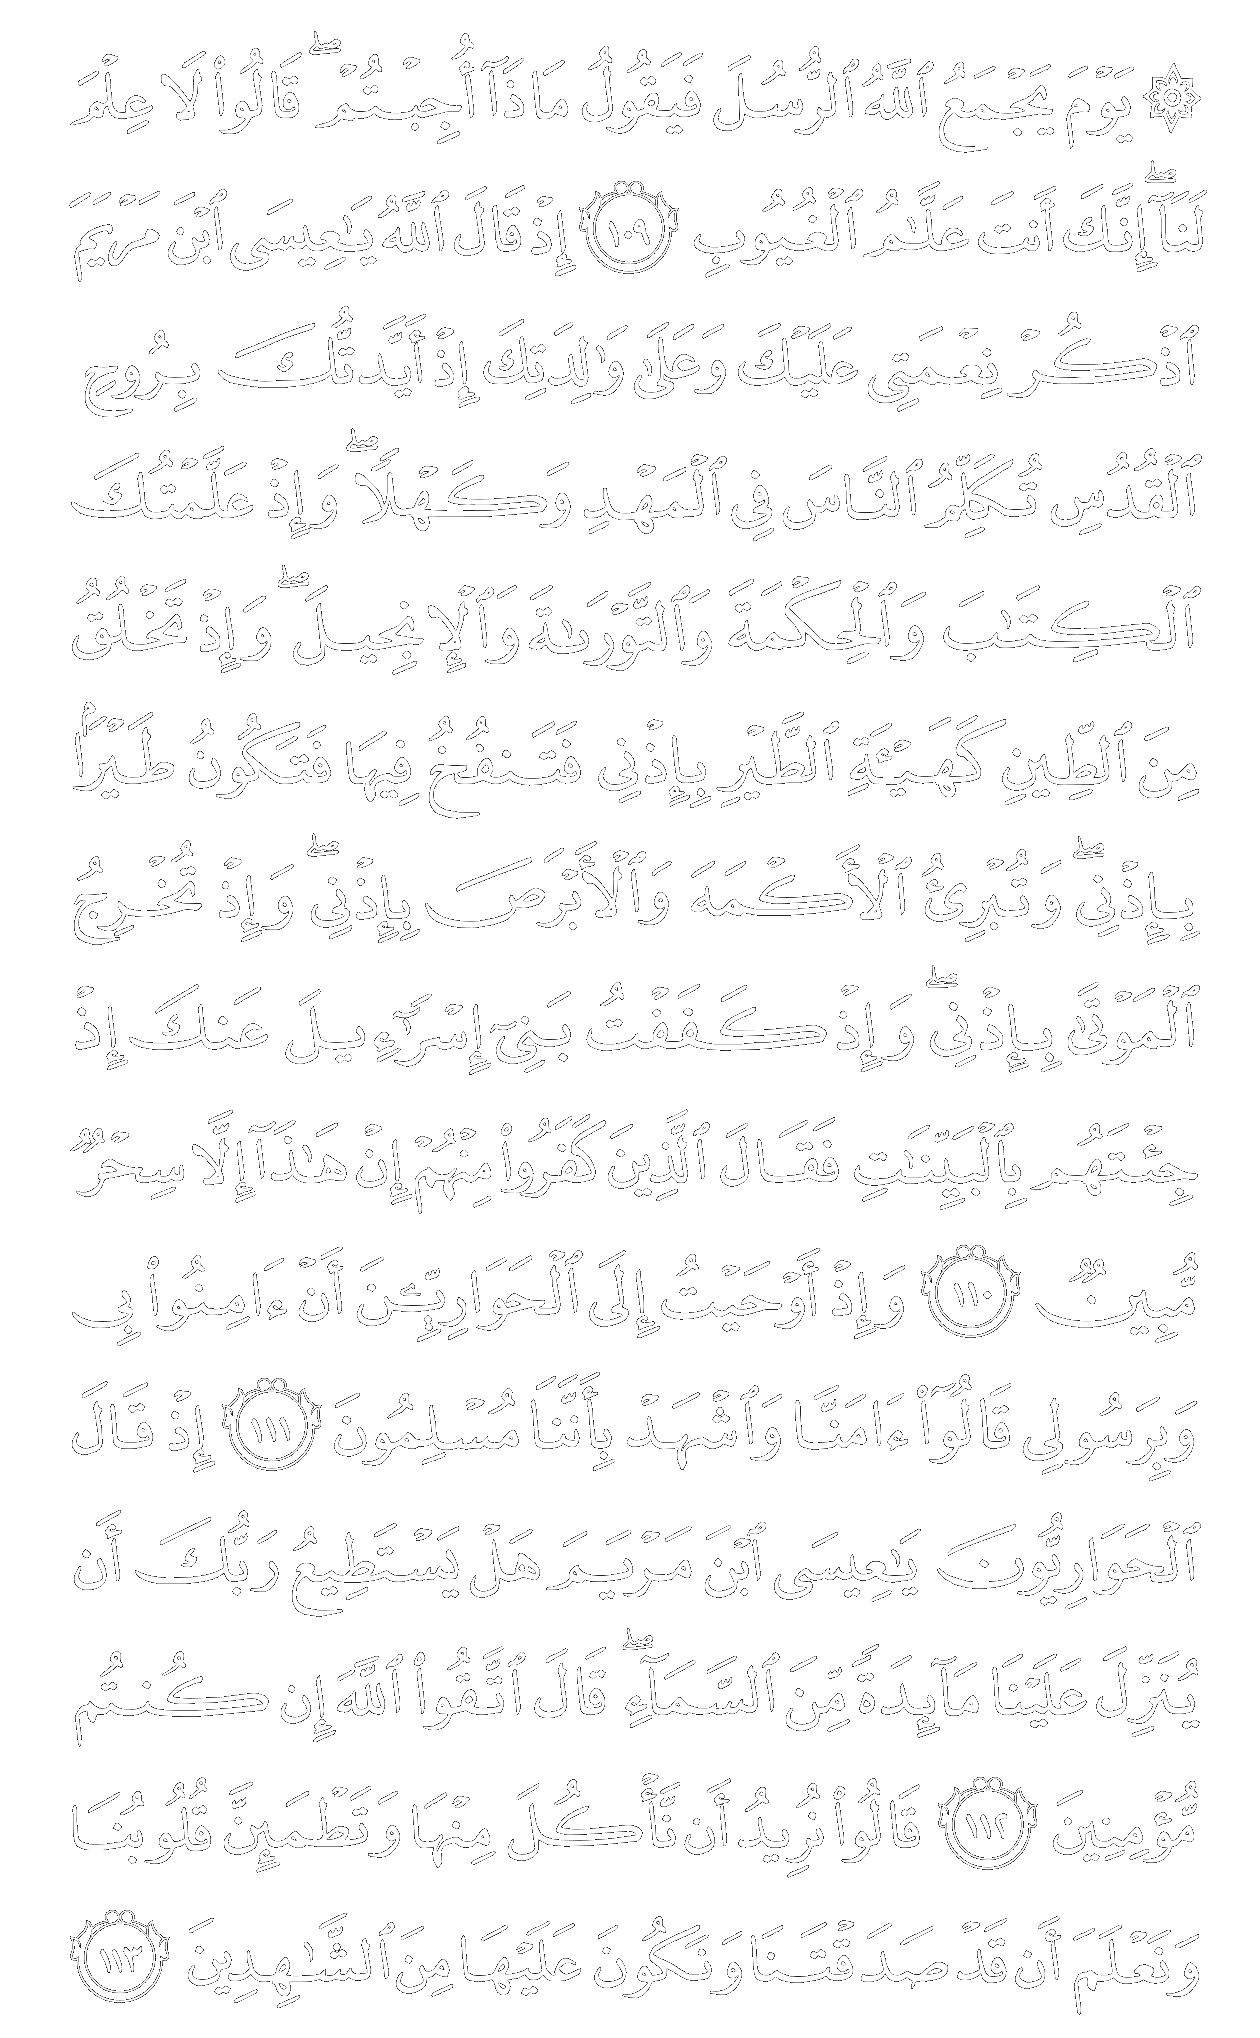 ۞ يَوْمَ يَجْمَعُ ٱللَّهُ ٱلرُّسُلَ فَيَقُولُ مَاذَآ أُجِبْتُمْ ۖ قَالُوا۟ لَا عِلْمَ
لَنَآ ۖ إِنَّكَ أَنتَ عَلَّـٰمُ ٱلْغُيُوبِ ١٠٩ إِذْ قَالَ ٱللَّهُ يَـٰعِيسَى ٱبْنَ مَرْيَمَ
ٱذْكُرْ نِعْمَتِى عَلَيْكَ وَعَلَىٰ وَٰلِدَتِكَ إِذْ أَيَّدتُّكَ بِرُوحِ
ٱلْقُدُسِ تُكَلِّمُ ٱلنَّاسَ فِى ٱلْمَهْدِ وَكَهْلًا ۖ وَإِذْ عَلَّمْتُكَ
ٱلْكِتَـٰبَ وَٱلْحِكْمَةَ وَٱلتَّوْرَىٰةَ وَٱلْإِنجِيلَ ۖ وَإِذْ تَخْلُقُ
مِنَ ٱلطِّينِ كَهَيْـَٔةِ ٱلطَّيْرِ بِإِذْنِى فَتَنفُخُ فِيهَا فَتَكُونُ طَيْرًۢا
بِإِذْنِى ۖ وَتُبْرِئُ ٱلْأَكْمَهَ وَٱلْأَبْرَصَ بِإِذْنِى ۖ وَإِذْ تُخْرِجُ
ٱلْمَوْتَىٰ بِإِذْنِى ۖ وَإِذْ كَفَفْتُ بَنِىٓ إِسْرَٰٓءِيلَ عَنكَ إِذْ
جِئْتَهُم بِٱلْبَيِّنَـٰتِ فَقَالَ ٱلَّذِينَ كَفَرُوا۟ مِنْهُمْ إِنْ هَـٰذَآ إِلَّا سِحْرٌ
مُّبِينٌ ١١٠ وَإِذْ أَوْحَيْتُ إِلَى ٱلْحَوَارِيِّـۧنَ أَنْ ءَامِنُوا۟ بِى
وَبِرَسُولِى قَالُوٓا۟ ءَامَنَّا وَٱشْهَدْ بِأَنَّنَا مُسْلِمُونَ ١١١ إِذْ قَالَ
ٱلْحَوَارِيُّونَ يَـٰعِيسَى ٱبْنَ مَرْيَمَ هَلْ يَسْتَطِيعُ رَبُّكَ أَن
يُنَزِّلَ عَلَيْنَا مَآئِدَةً مِّنَ ٱلسَّمَآءِ ۖ قَالَ ٱتَّقُوا۟ ٱللَّهَ إِن كُنتُم
مُّؤْمِنِينَ ١١٢ قَالُوا۟ نُرِيدُ أَن نَّأْكُلَ مِنْهَا وَتَطْمَئِنَّ قُلُوبُنَا
وَنَعْلَمَ أَن قَدْ صَدَقْتَنَا وَنَكُونَ عَلَيْهَا مِنَ ٱلشَّـٰهِدِينَ ١١٣